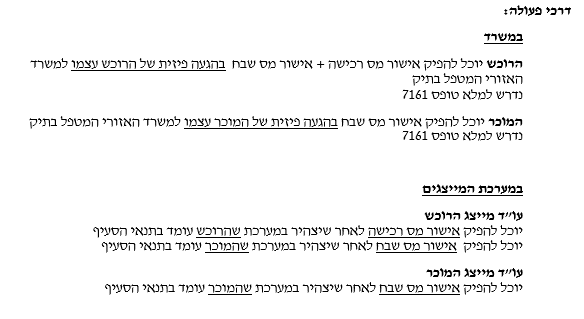 דרכי פעולה:
במשרד
הרוכש יוכל להפיק אישור מס רכישה + אישור מס שבח בהגעה פיזית של הרוכש עצמו למשרד
האזורי המטפל בתיק
נדרש למלא טופס 7161
המוכר יוכל להפיק אישור מס שבח בהגעה פיזית של המוכר עצמו למשרד האזורי המטפל בתיק
נדרש למלא טופס 7161
במערכת המייצגים
עו"ד מייצג הרוכש
יוכל להפיק אישור מס רכישה לאחר שיצהיר במערכת שהרוכש עומד בתנאי הסעיף
יוכל להפיק אישור מס שבח לאחר שיצהיר במערכת שהמוכר עומד בתנאי הסעיף
עו"ד מייצג המוכר
יוכל להפיק אישור מס שבח לאחר שיצהיר במערכת שהמוכר עומד בתנאי הסעיף